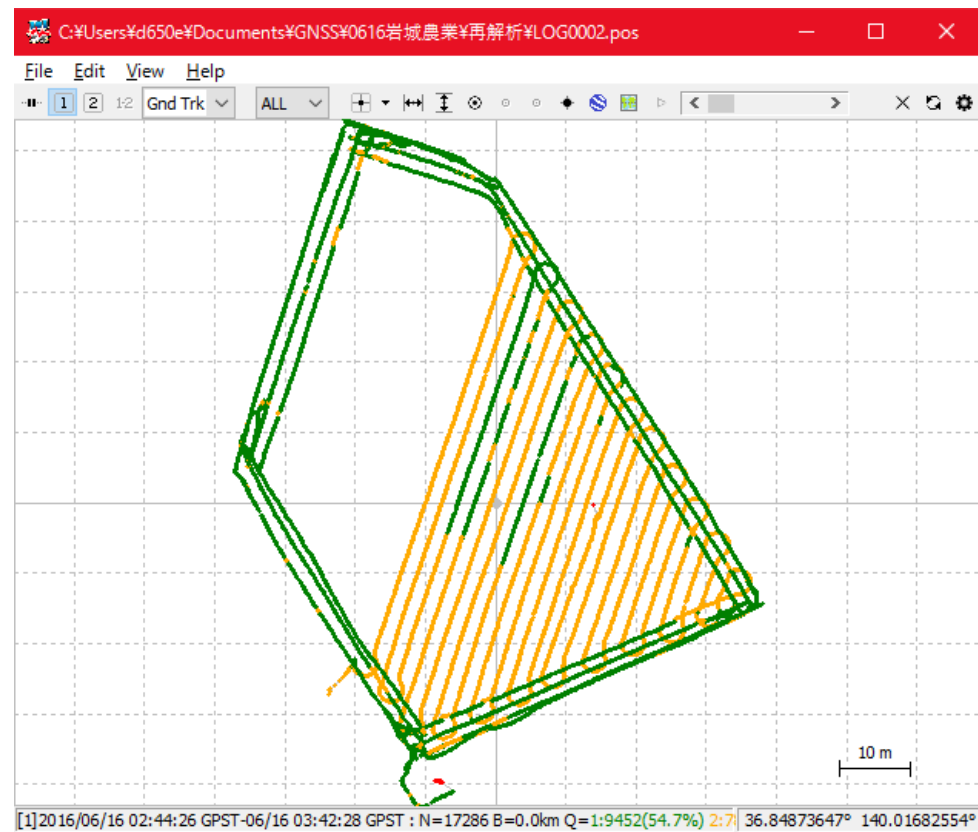 C:¥Users¥d650e¥Documents¥GNSS¥0616岩城農業¥再解析¥LOG0002.pos
File Edit View Help
1 2 1-2 Gnd Trk ALL
10 m
[1]2016/06/16 02:44:26 GPST-06/16 03:42:28 GPST : N=17286 B=0.0km Q=1:9452(54.7%) 2:7 36.84873647° 140.01682554°